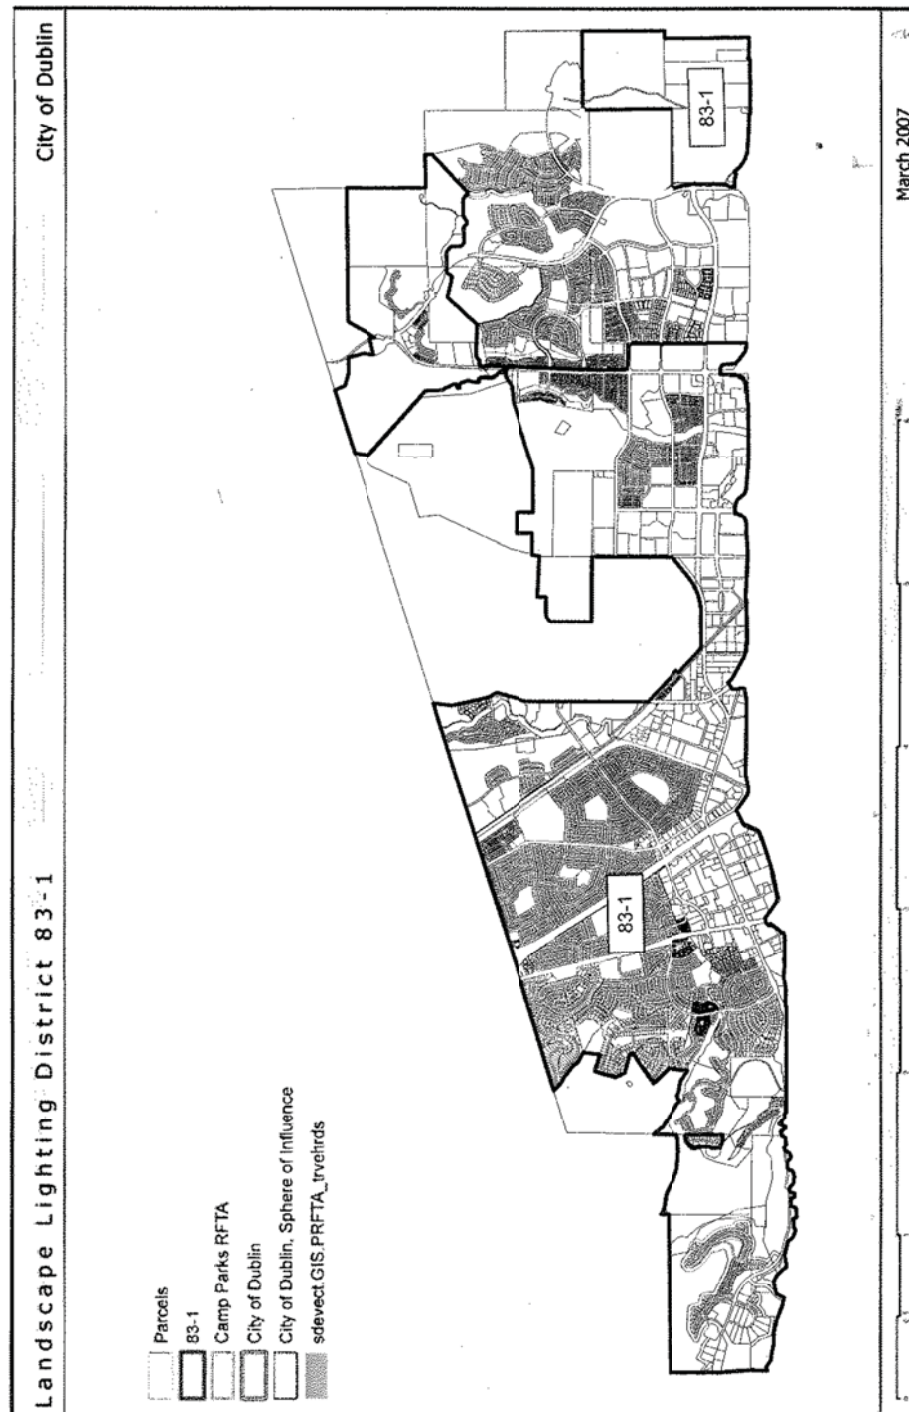 Landscape Lighting District 83-1
City of Dublin
Parcels
83-1
Camp Parks RFTA
City of Dublin
City of Dublin, Sphere of Influence
sdevect.GIS.PRFTA_trvehrds
83-1
83-1
March 2007